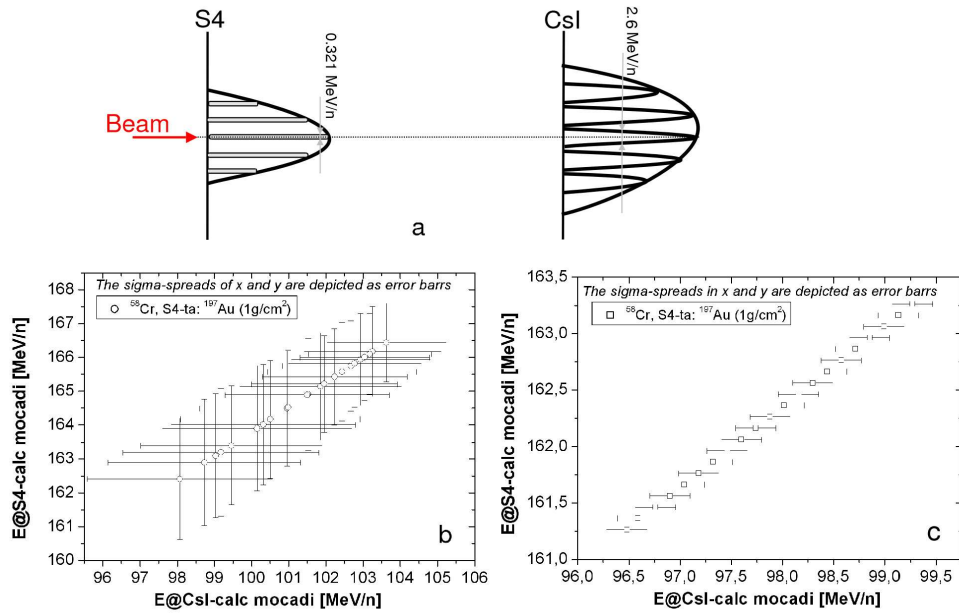 S4
CsI
0.321 MeV/n
2.6 MeV/n
Beam
a
The sigma-spreads of x and y are depicted as error barrs
⁵⁸Cr, S4-ta: ¹⁹⁷Au (1g/cm²)
E@S4-calc mocadi [MeV/n]
168
167
166
165
164
163
162
161
160
96 97 98 99 100 101 102 103 104 105 106
E@CsI-calc mocadi [MeV/n]
b
The sigma-spreads in x and y are depicted as error barrs
⁵⁸Cr, S4-ta: ¹⁹⁷Au (1g/cm²)
E@S4-calc mocadi [MeV/n]
163,5
163,0
162,5
162,0
161,5
161,0
96,0 96,5 97,0 97,5 98,0 98,5 99,0 99,5
E@CsI-calc mocadi [MeV/n]
c